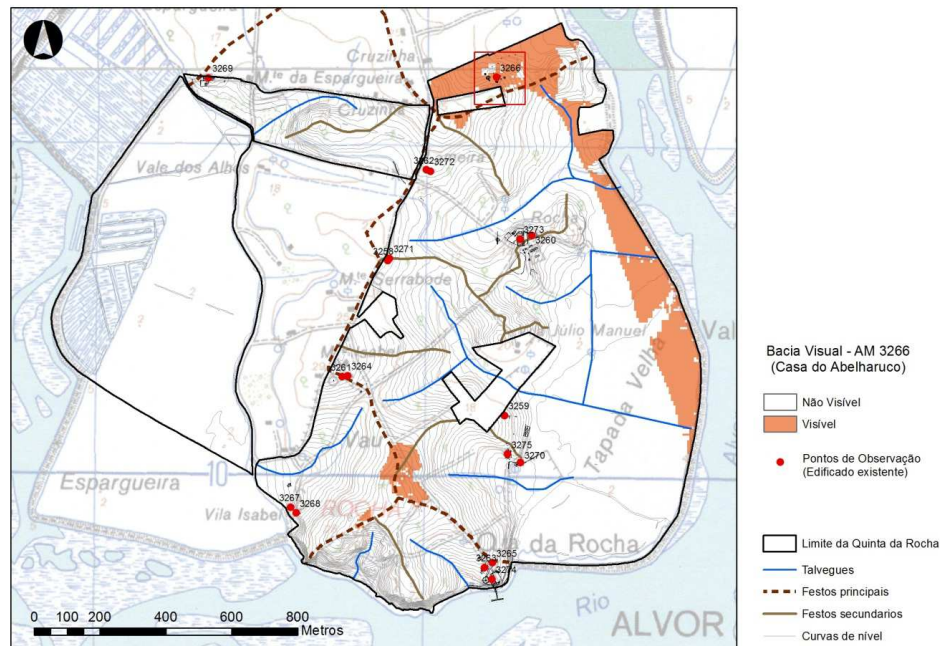 3269
Cruzinha
M.te da Espargueira
Cruzinha
3266
Vale dos Alhos
3262 3272
Rocha
3273
3260
3258 3271
M.te Serrabode
Júlio Manuel
Val
3261 3264
Tapada Velha
3259
Vau
3275
3270
10
Espargueira
3267
3268
Vila Isabel
ta da Rocha
3265
3263
3274
Rio
ALVOR
0 100 200 400 600 800
Metros
Bacia Visual - AM 3266
(Casa do Abelharuco)
Não Visível
Visível
Pontos de Observação
(Edificado existente)
Limite da Quinta da Rocha
Talvegues
Festos principais
Festos secundarios
Curvas de nível